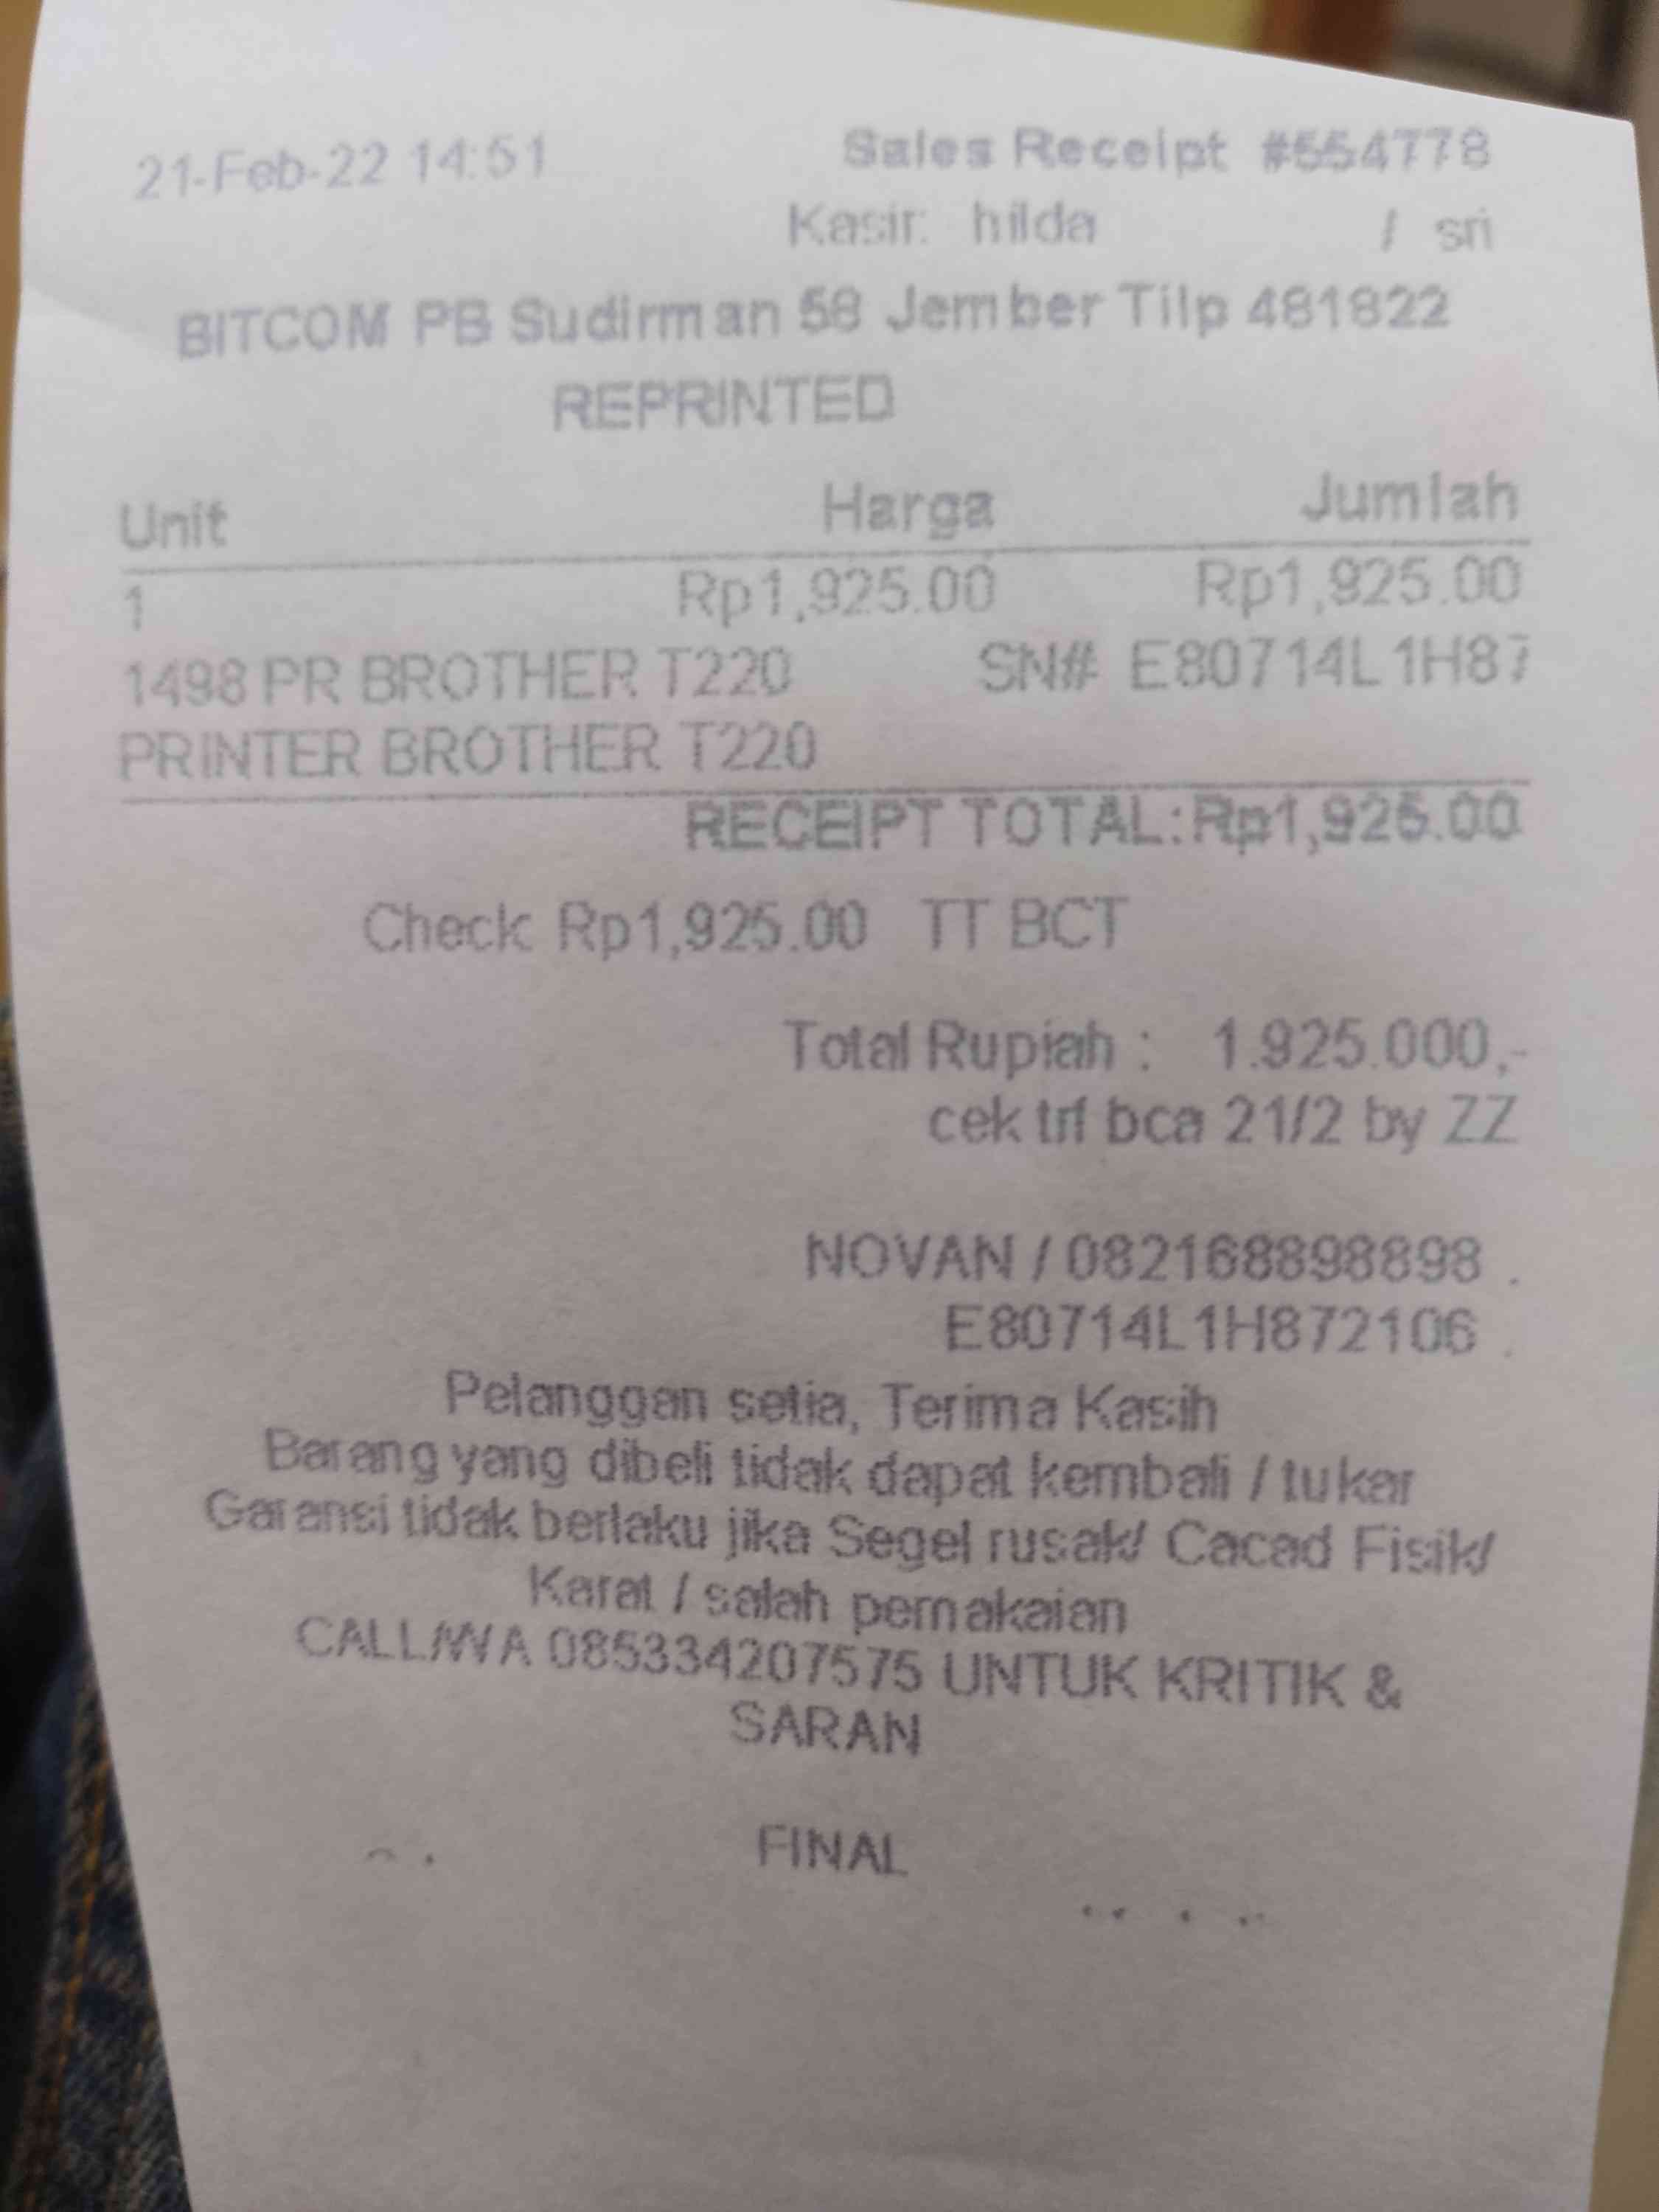 21-Feb-22 14:51 Sales Receipt #554778
Kasir: hilda / sri
BITCOM PB Sudirman 58 Jember Tilp 481822
REPRINTED
Unit Harga Jumlah
1 Rp1,925.00 Rp1,925.00
1498 PR BROTHER T220 SN# E80714L1H87
PRINTER BROTHER T220
RECEIPT TOTAL: Rp1,925.00
Check Rp1,925.00 TT BCT
Total Rupiah : 1.925.000,-
cek trf bca 21/2 by ZZ
NOVAN / 082168898898 .
E80714L1H872106 .
Pelanggan setia, Terima Kasih
Barang yang dibeli tidak dapat kembali / tukar
Garansi tidak berlaku jika Segel rusak/ Cacad Fisik/
Karat / salah pemakaian
CALL/WA 085334207575 UNTUK KRITIK &
SARAN
FINAL